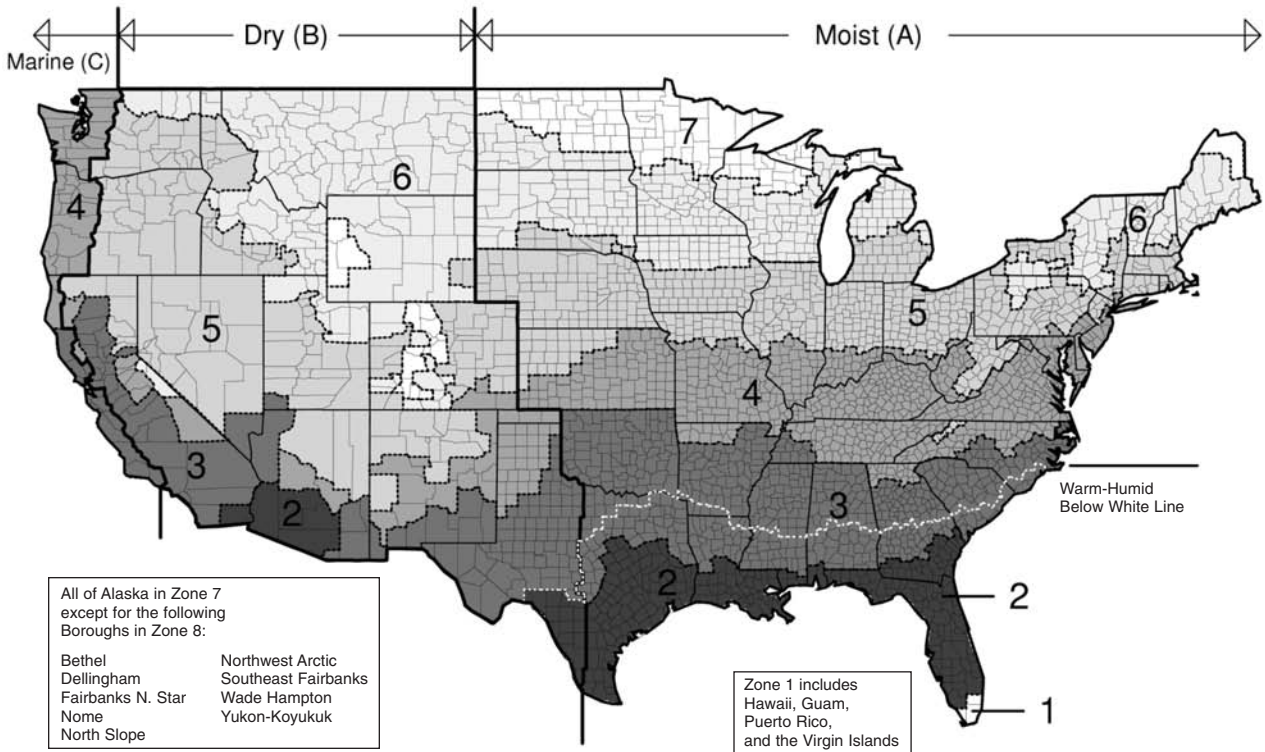 Marine (C)
Dry (B)
Moist (A)
7
6
4
6
5
5
4
3
3
2
2
Warm-Humid
Below White Line
2
1
All of Alaska in Zone 7
except for the following
Boroughs in Zone 8:
Bethel
Dellingham
Fairbanks N. Star
Nome
North Slope
Northwest Arctic
Southeast Fairbanks
Wade Hampton
Yukon-Koyukuk
Zone 1 includes
Hawaii, Guam,
Puerto Rico,
and the Virgin Islands